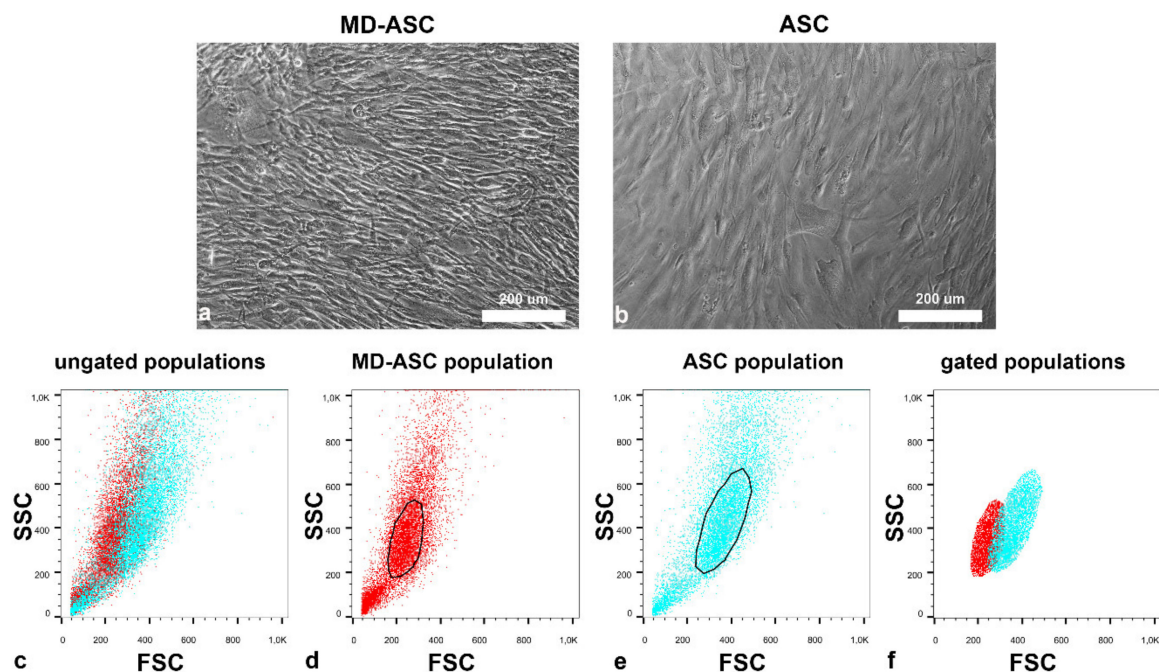 MD-ASC
ASC
200 um
a
200 um
b
ungated populations
MD-ASC population
ASC population
gated populations
1,0K
800
600
400
200
0
SSC
0 200 400 600 800 1,0K
FSC
c
1,0K
800
600
400
200
0
SSC
0 200 400 600 800 1,0K
FSC
d
1,0K
800
600
400
200
0
SSC
0 200 400 600 800 1,0K
FSC
e
1,0K
800
600
400
200
0
SSC
0 200 400 600 800 1,0K
FSC
f